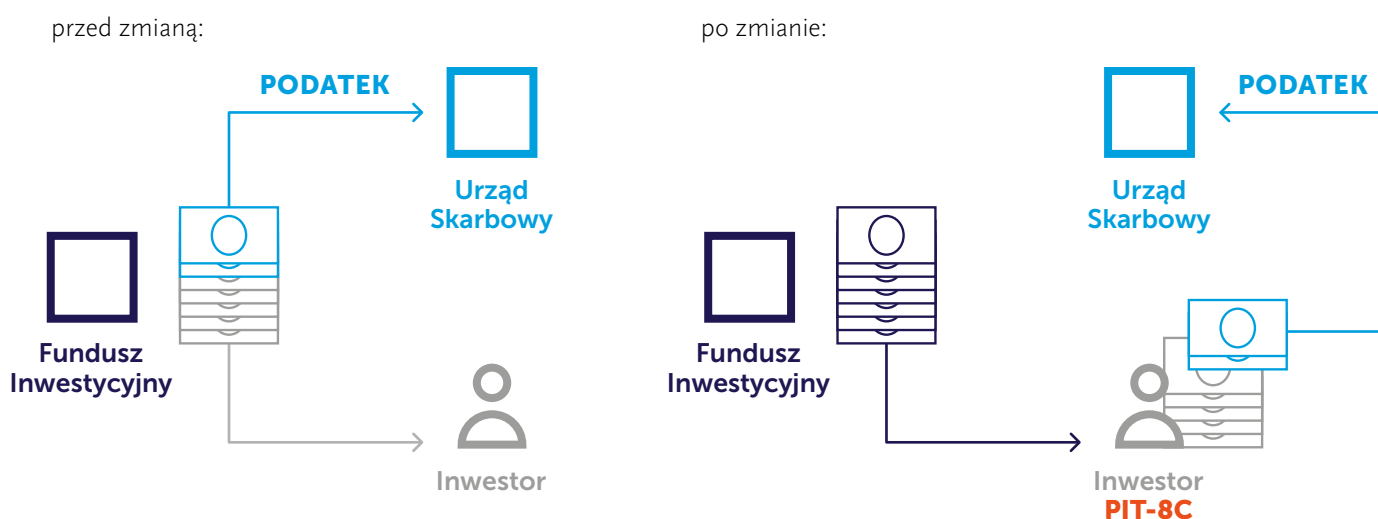 przed zmianą:
PODATEK
Urząd
Skarbowy
Fundusz
Inwestycyjny
Inwestor
po zmianie:
PODATEK
Urząd
Skarbowy
Fundusz
Inwestycyjny
Inwestor
PIT-8C